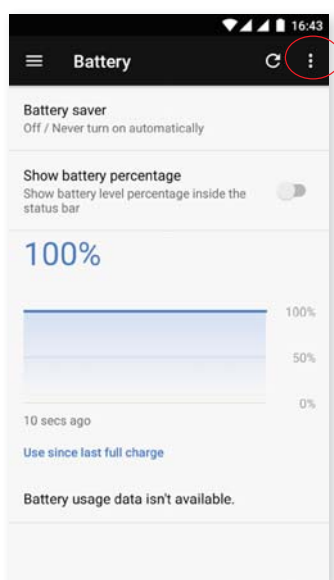 16:43
Battery
Battery saver
Off / Never turn on automatically
Show battery percentage
Show battery level percentage inside the
status bar
100%
100%
50%
0%
10 secs ago
Use since last full charge
Battery usage data isn't available.